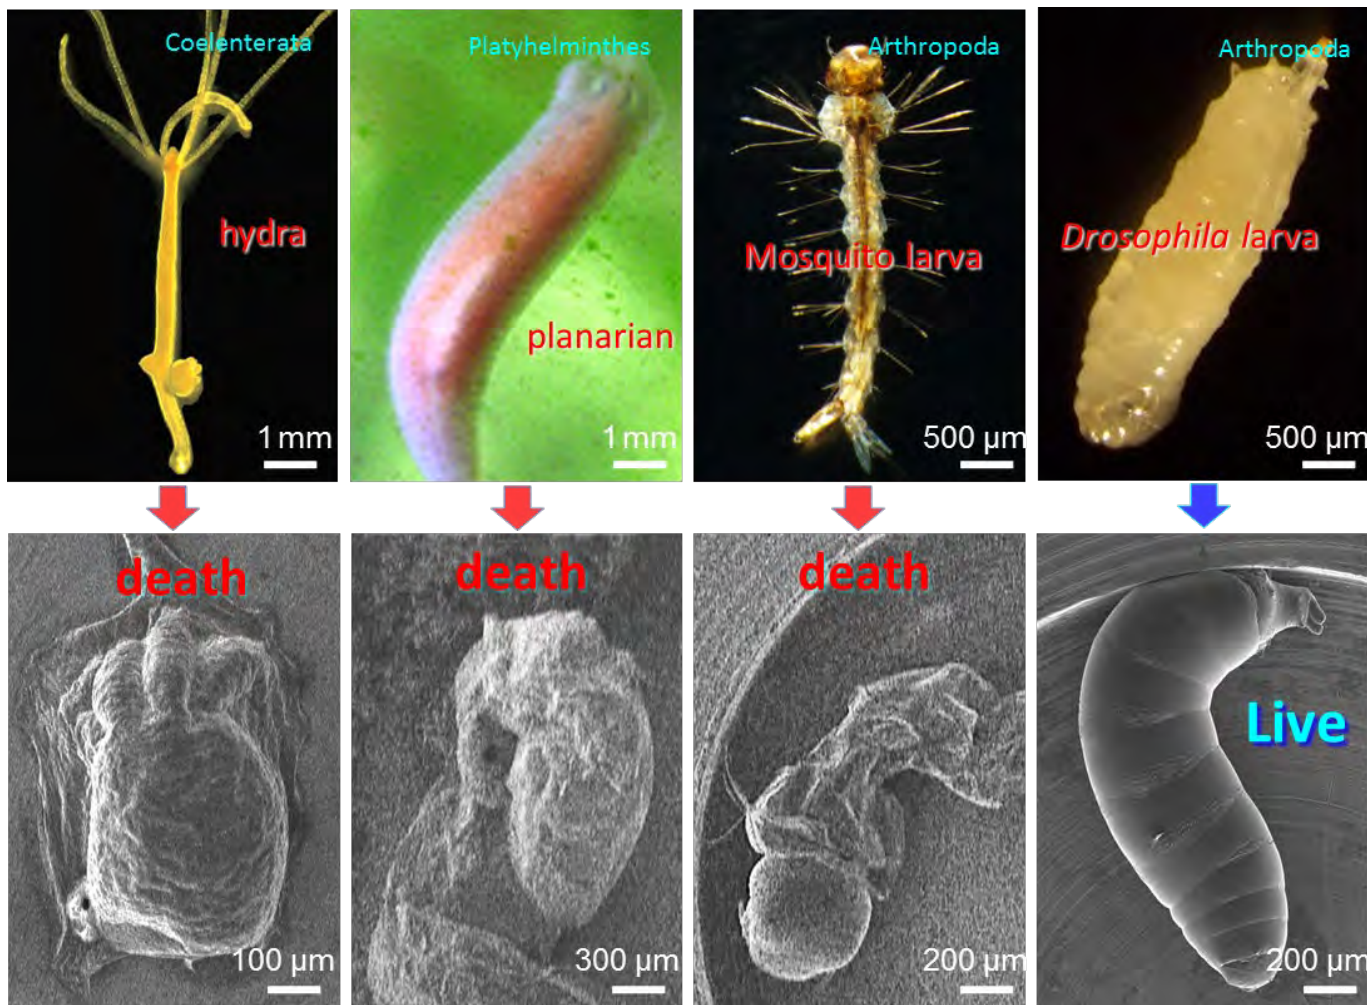 Coelenterata
hydra
1 mm
Platyhelminthes
planarian
1 mm
Arthropoda
Mosquito larva
500 µm
Arthropoda
Drosophila larva
500 µm
death
100 µm
death
300 µm
death
200 µm
Live
200 µm